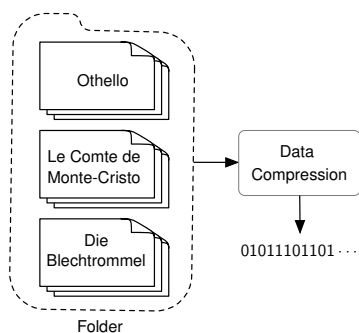 Othello
Le Comte de
Monte-Cristo
Die
Blechtrommel
Folder
Data
Compression
01011101101···